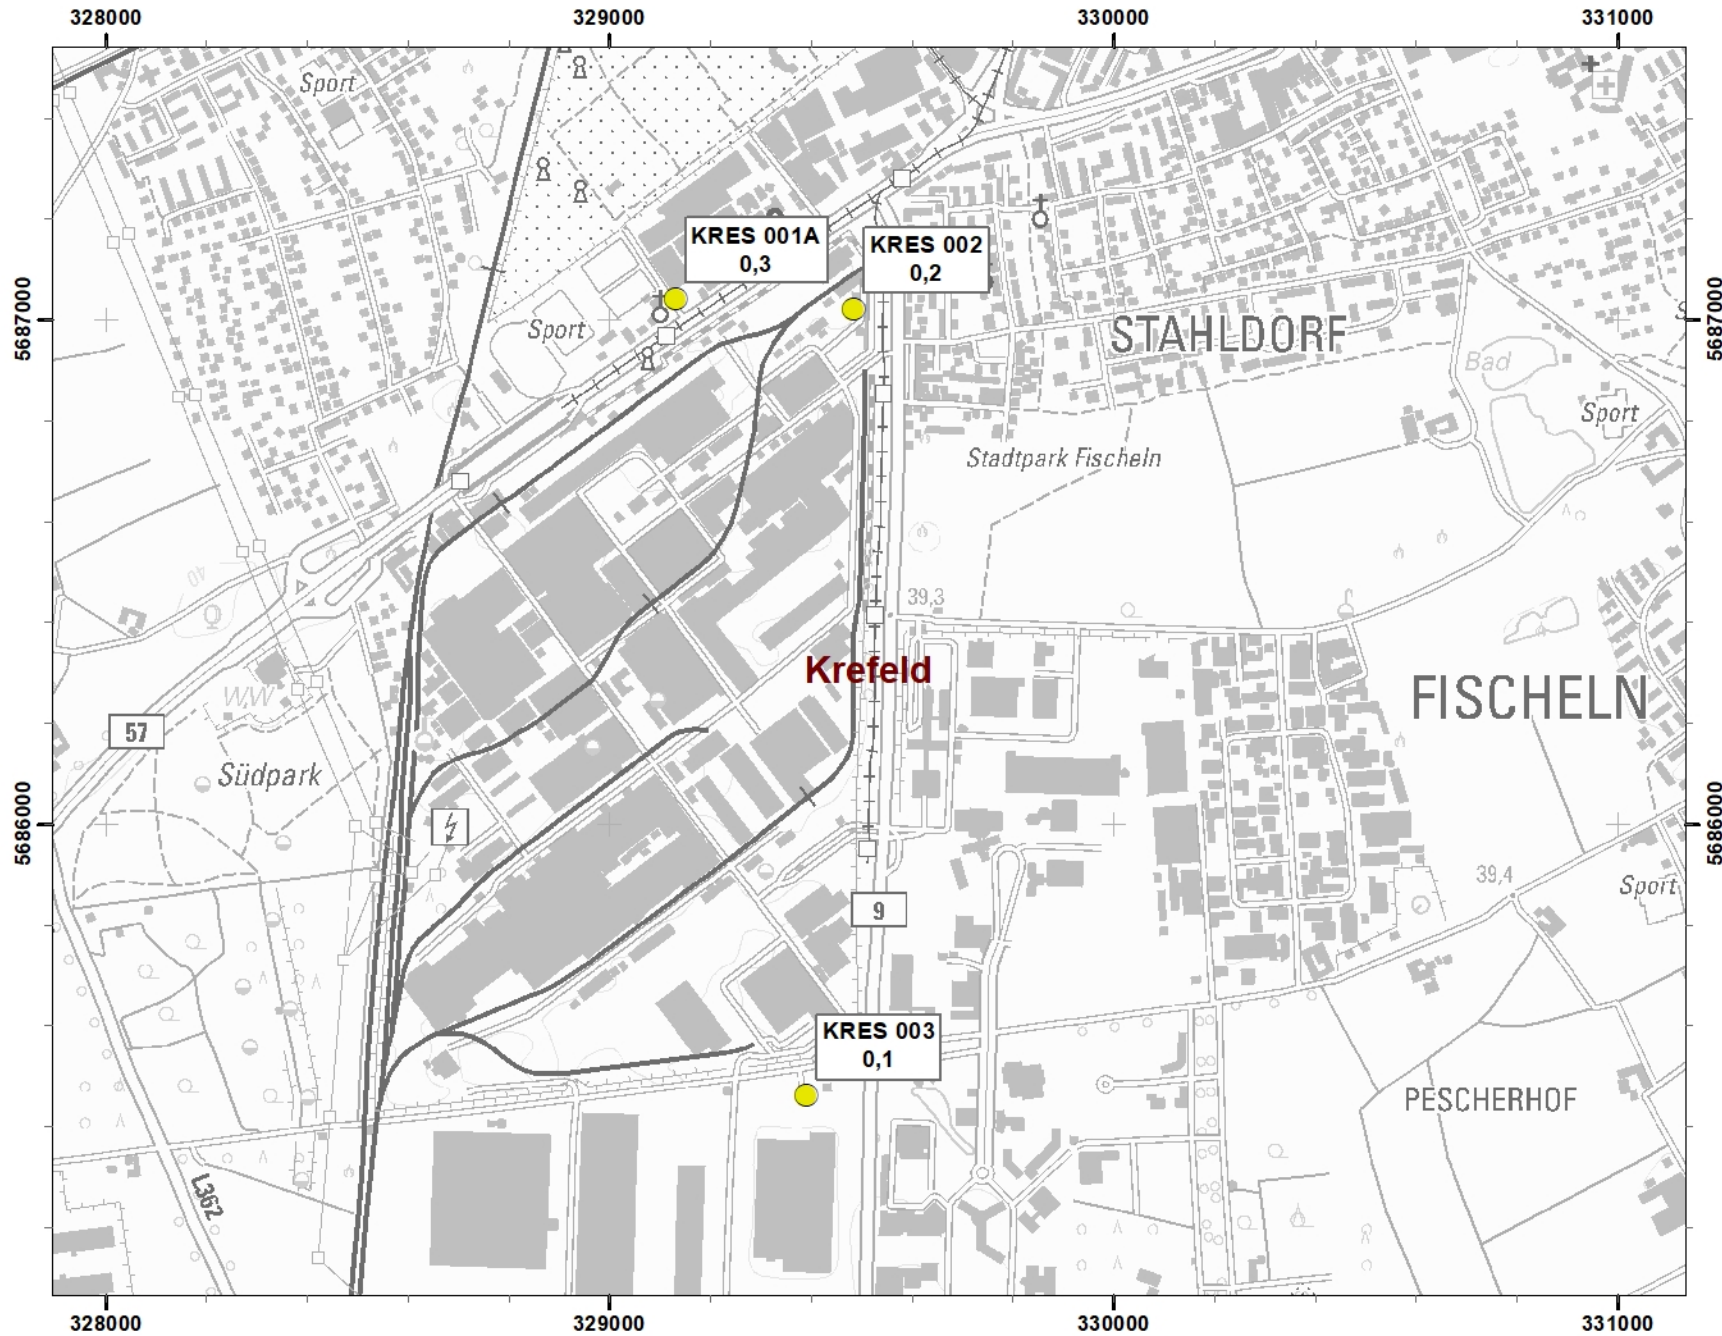 328000
329000
330000
331000
Sport
KRES 001A
0,3
KRES 002
0,2
5687000
5687000
Sport
STAHLDORF
Bad
Sport
Stadtpark Fischeln
40
39,3
Krefeld
WW
FISCHELN
57
Südpark
5686000
5686000
39,4
Sport
9
KRES 003
0,1
PESCHERHOF
L362
328000
329000
330000
331000